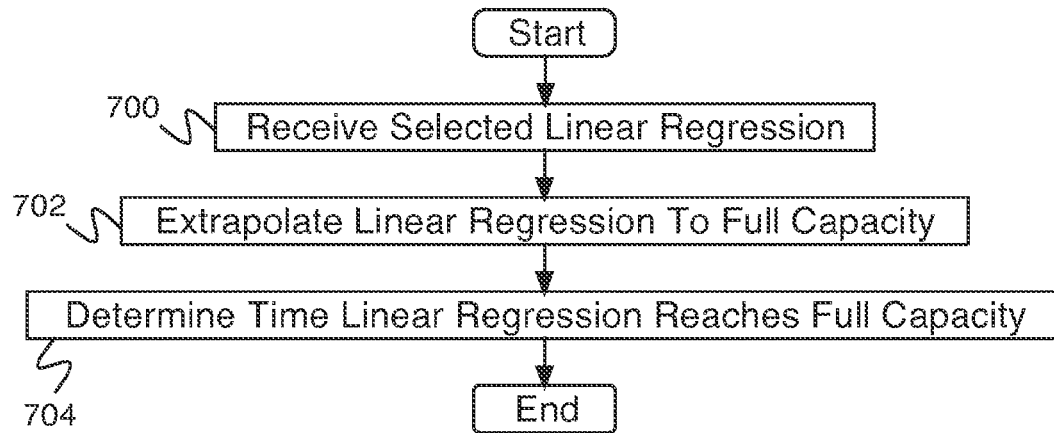 Start
700
Receive Selected Linear Regression
702
Extrapolate Linear Regression To Full Capacity
Determine Time Linear Regression Reaches Full Capacity
704
End